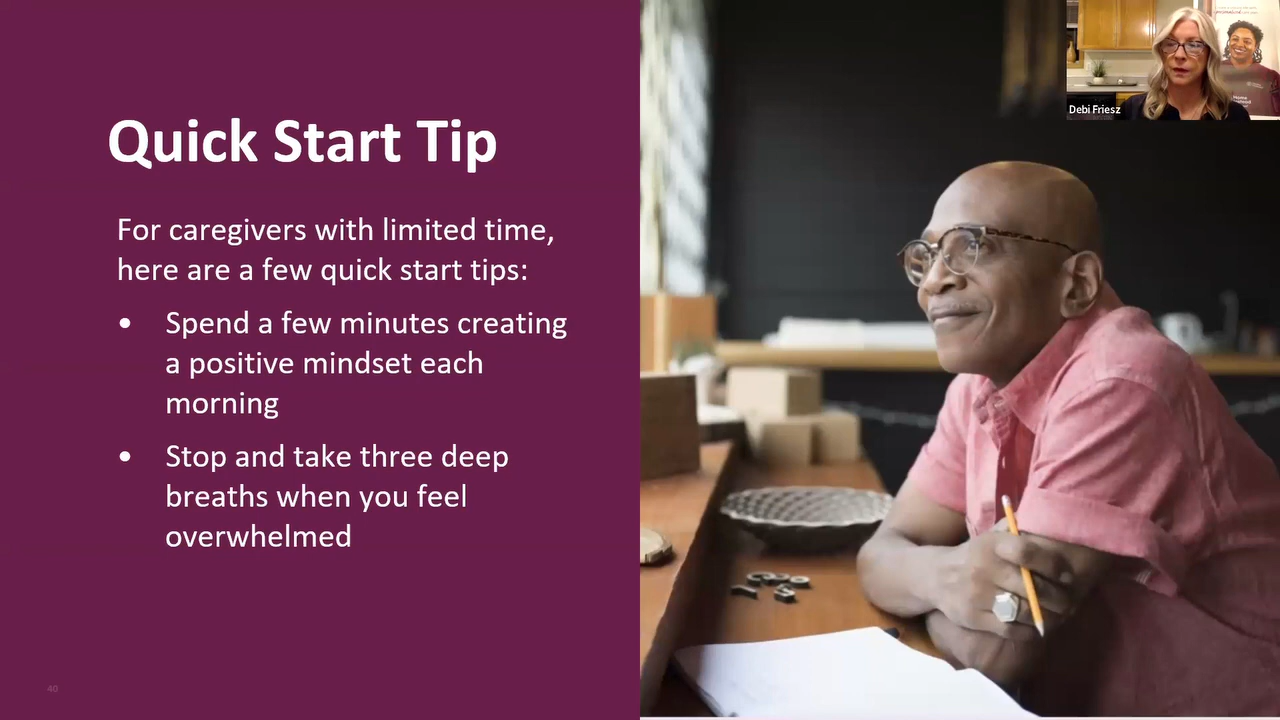 Quick Start Tip
For caregivers with limited time,
here are a few quick start tips:
• Spend a few minutes creating
a positive mindset each
morning
• Stop and take three deep
breaths when you feel
overwhelmed
40
Debi Friesz
Home